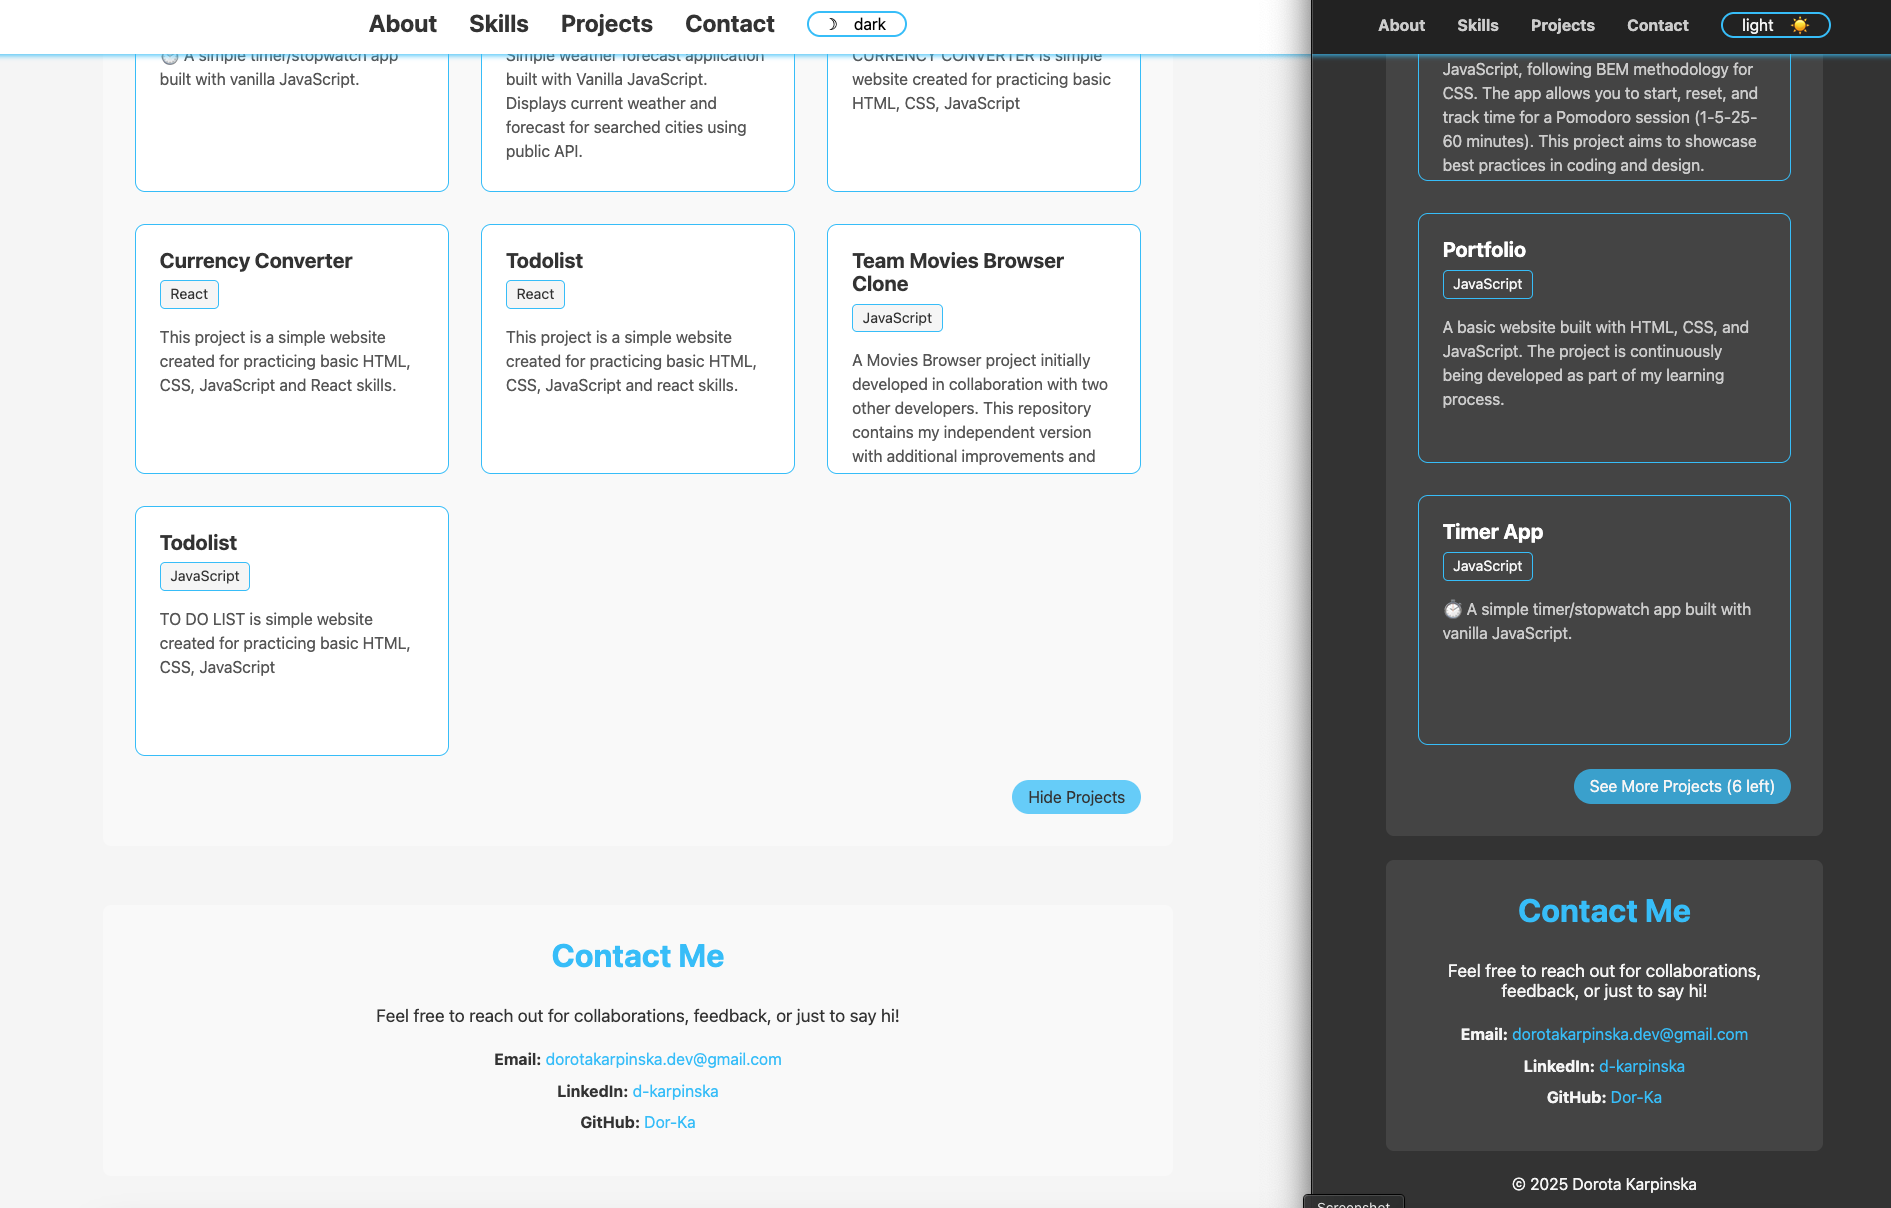 About Skills Projects Contact ☽ dark
⏱ A simple timer/stopwatch app
built with vanilla JavaScript.
Simple weather forecast application
built with Vanilla JavaScript.
Displays current weather and
forecast for searched cities using
public API.
CURRENCY CONVERTER is simple
website created for practicing basic
HTML, CSS, JavaScript
Currency Converter
React
This project is a simple website
created for practicing basic HTML,
CSS, JavaScript and React skills.
Todolist
React
This project is a simple website
created for practicing basic HTML,
CSS, JavaScript and react skills.
Team Movies Browser
Clone
JavaScript
A Movies Browser project initially
developed in collaboration with two
other developers. This repository
contains my independent version
with additional improvements and
Todolist
JavaScript
TO DO LIST is simple website
created for practicing basic HTML,
CSS, JavaScript
Hide Projects
Contact Me
Feel free to reach out for collaborations, feedback, or just to say hi!
Email: dorotakarpinska.dev@gmail.com
LinkedIn: d-karpinska
GitHub: Dor-Ka
About Skills Projects Contact light ☀️
JavaScript, following BEM methodology for
CSS. The app allows you to start, reset, and
track time for a Pomodoro session (1-5-25-
60 minutes). This project aims to showcase
best practices in coding and design.
Portfolio
JavaScript
A basic website built with HTML, CSS, and
JavaScript. The project is continuously
being developed as part of my learning
process.
Timer App
JavaScript
⏱ A simple timer/stopwatch app built with
vanilla JavaScript.
See More Projects (6 left)
Contact Me
Feel free to reach out for collaborations,
feedback, or just to say hi!
Email: dorotakarpinska.dev@gmail.com
LinkedIn: d-karpinska
GitHub: Dor-Ka
© 2025 Dorota Karpinska
Screenshot